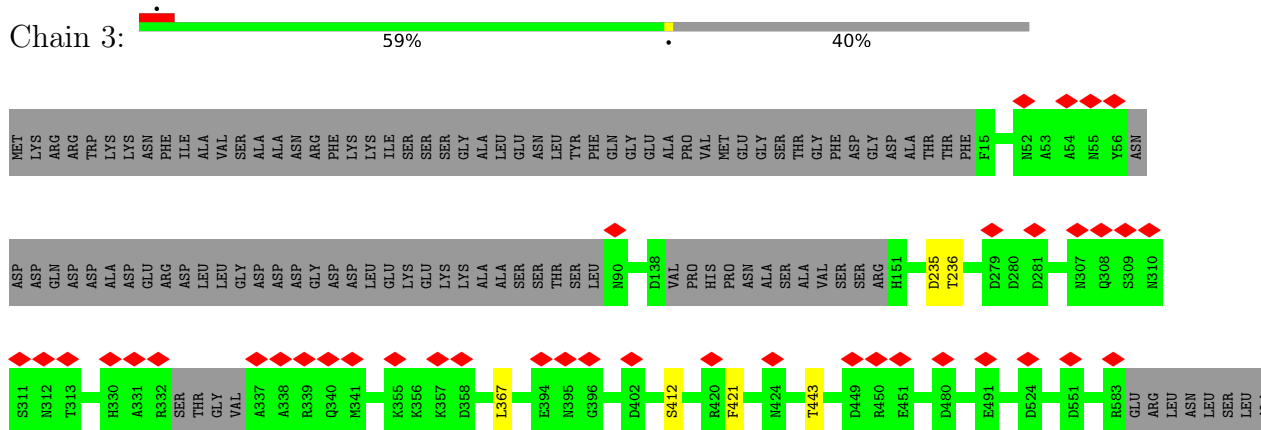 Chain 3:
59%
40%
MET LYS ARG ARG TRP LYS LYS ASN PHE ILE ALA VAL SER ALA ALA ASN ARG PHE LYS LYS ILE SER SER SER GLY ALA LEU GLU ASN LEU TYR PHE GLN GLY GLU ALA PRO VAL MET GLU GLY SER THR GLY PHE ASP GLY ASP ALA THR THR PHE F15 N52 A53 A54 N55 Y56 ASN
ASP ASP GLN ASP ASP ALA ASP GLU ARG ASP LEU LEU GLY ASP ASP ASP GLY ASP ASP LEU GLU LYS GLU LYS LYS ALA ALA SER SER THR SER LEU N90 D138 VAL PRO HIS PRO ASN ALA SER ALA VAL SER SER ARG H151 D235 T236 D279 D280 D281 N307 Q308 S309 N310
S311 N312 T313 H330 A331 R332 SER THR GLY VAL A337 A338 R339 Q340 M341 K355 K356 K357 D358 L367 E394 N395 G396 D402 S412 R420 F421 N424 T443 D449 R450 E451 D480 E491 D524 D551 R583 GLU ARG LEU ASN LEU SER LEU